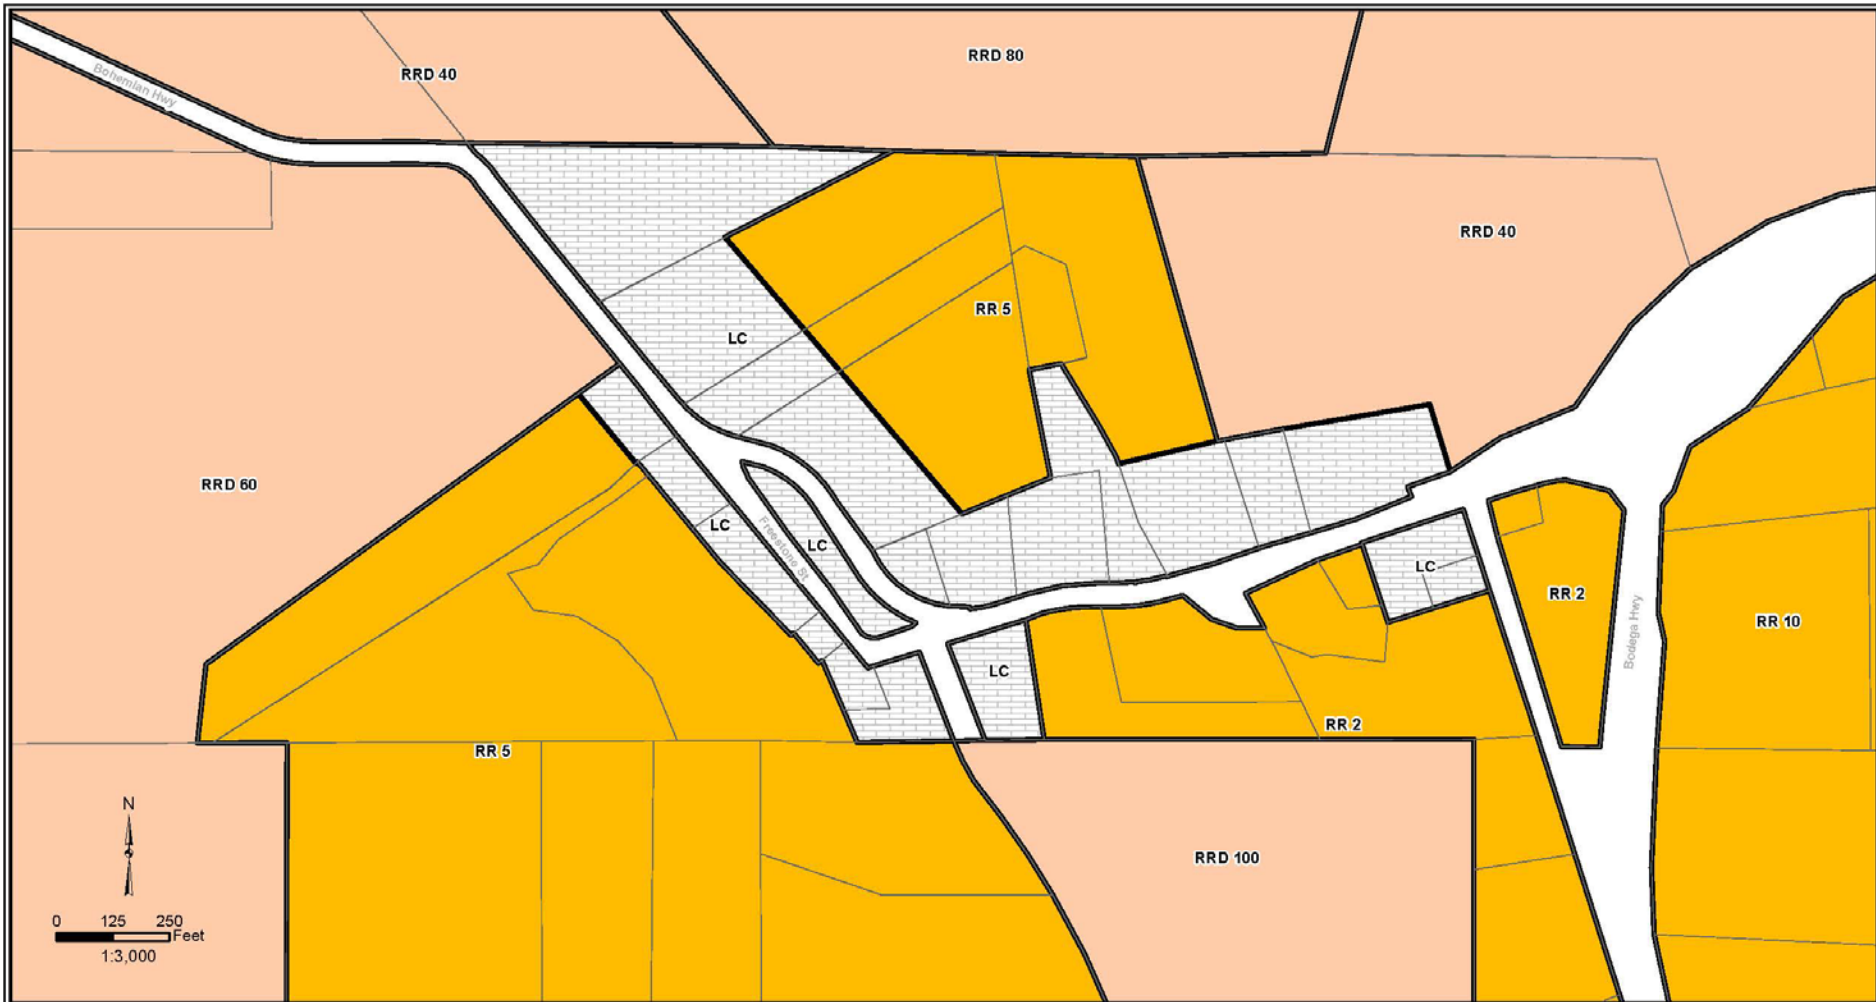 RRD 80
RRD 40
Bohemian Hwy
RRD 40
RR 5
LC
RRD 60
LC
Freestone St
LC
LC
RR 2
Bodega Hwy
RR 10
LC
RR 2
RR 5
N
RRD 100
0 125 250
Feet
1:3,000